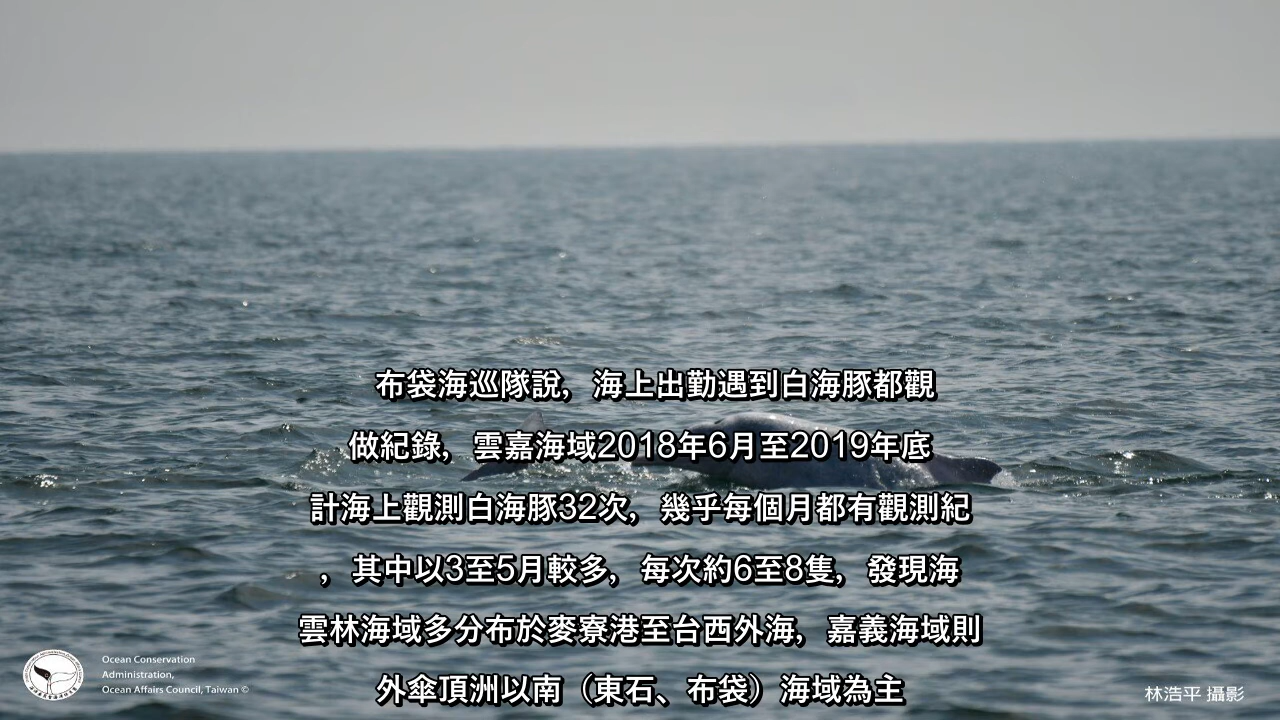 布袋海巡隊說，海上出勤遇到白海豚都觀
做紀錄，雲嘉海域2018年6月至2019年底
計海上觀測白海豚32次，幾乎每個月都有觀測紀
，其中以3至5月較多，每次約6至8隻，發現海
雲林海域多分布於麥寮港至台西外海，嘉義海域則
外傘頂洲以南（東石、布袋）海域為主
Ocean Conservation
Administration,
Ocean Affairs Council, Taiwan ©
林浩平 攝影